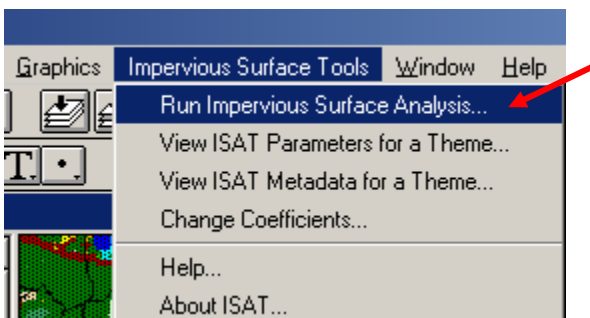 Graphics Impervious Surface Tools Window Help
Run Impervious Surface Analysis...
View ISAT Parameters for a Theme...
T.
View ISAT Metadata for a Theme...
Change Coefficients...
Help...
About ISAT...